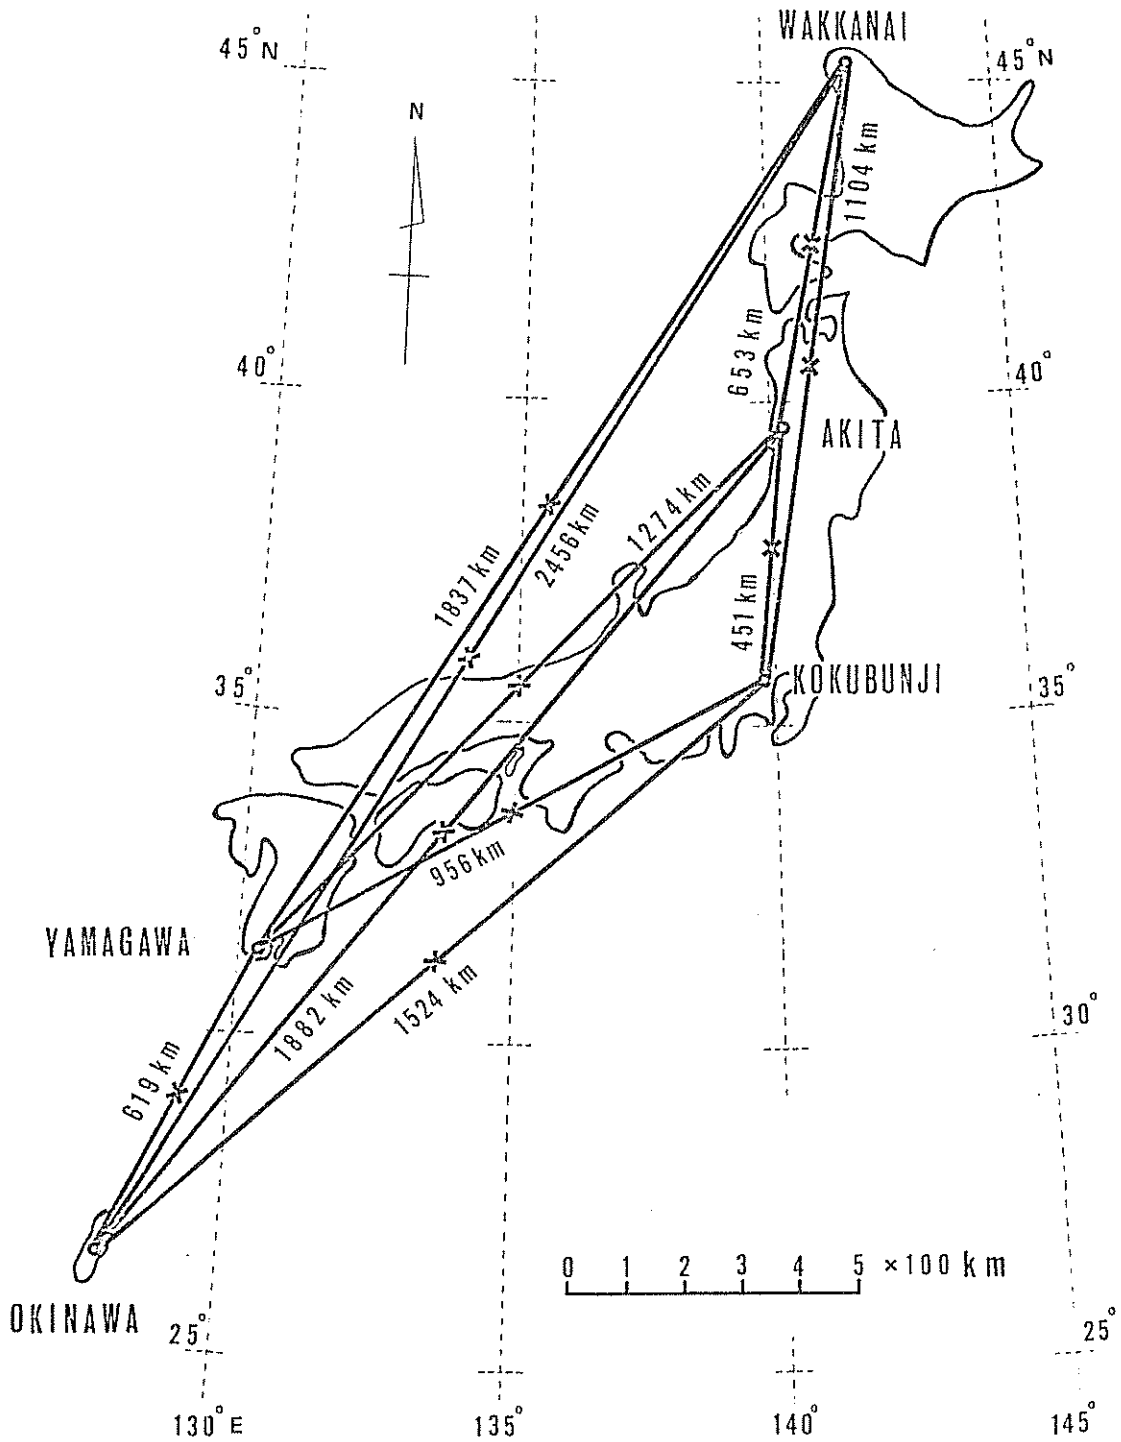 WAKKANAI
45°N
45°N
N
1104 km
653 km
40°
40°
AKITA
1274 km
2456 km
1837 km
451 km
KOKUBUNJI
35°
35°
956 km
YAMAGAWA
1882 km
1524 km
30°
619 km
0 1 2 3 4 5 ×100 km
OKINAWA
25°
25°
130°E
135°
140°
145°